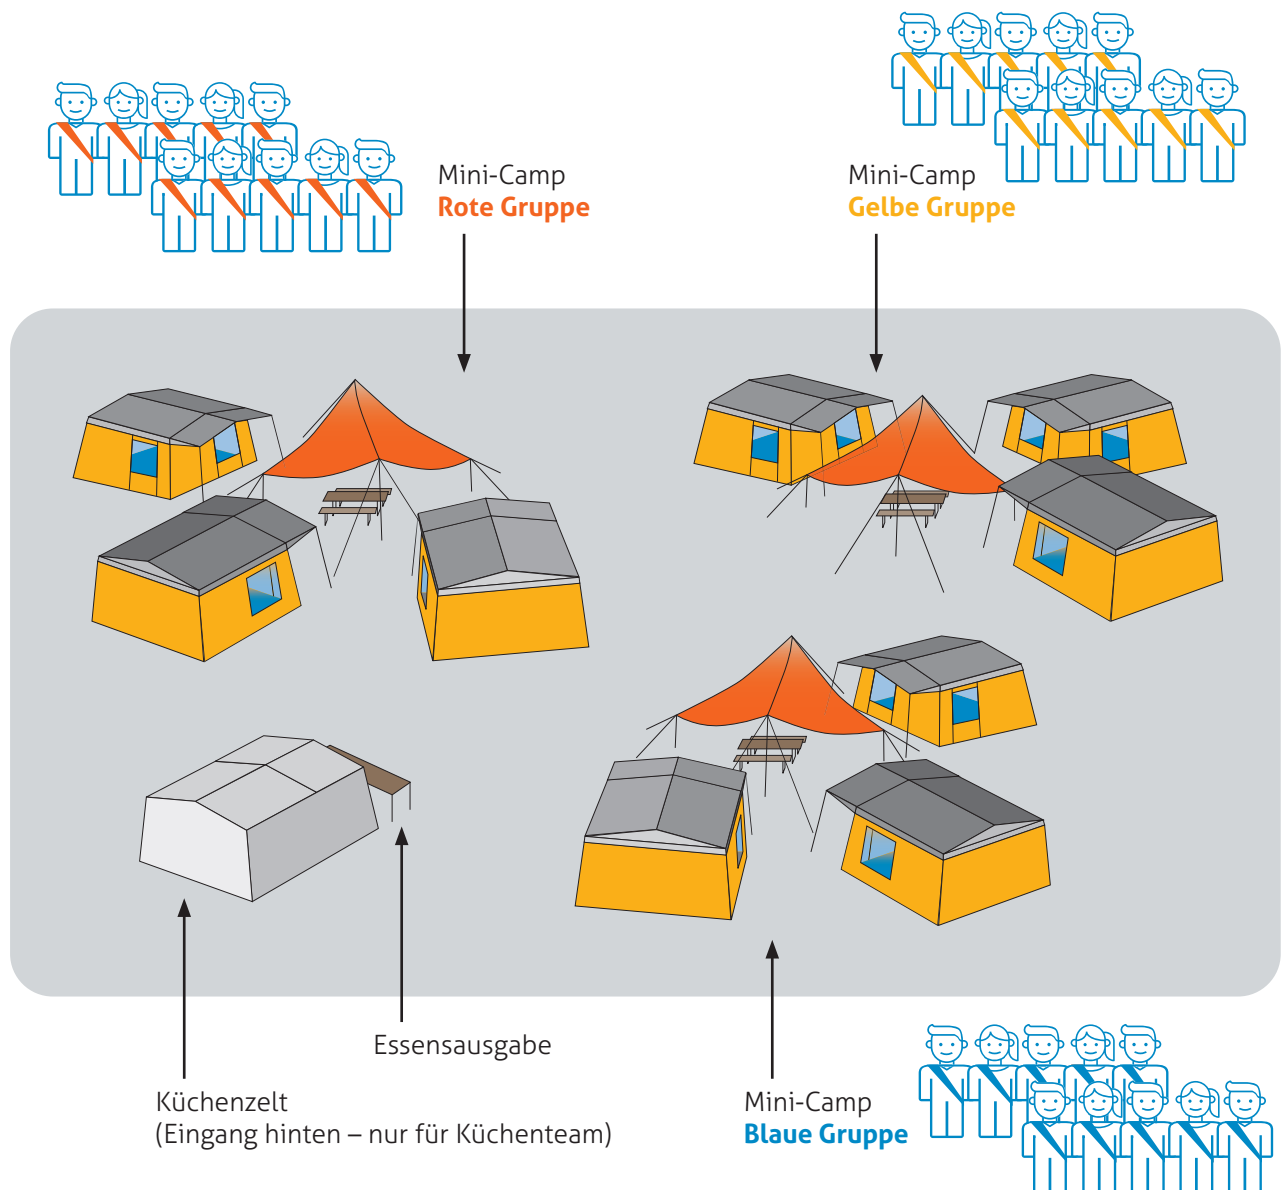 Mini-Camp
Rote Gruppe
Mini-Camp
Gelbe Gruppe
Essensausgabe
Küchenzelt
(Eingang hinten – nur für Küchenteam)
Mini-Camp
Blaue Gruppe